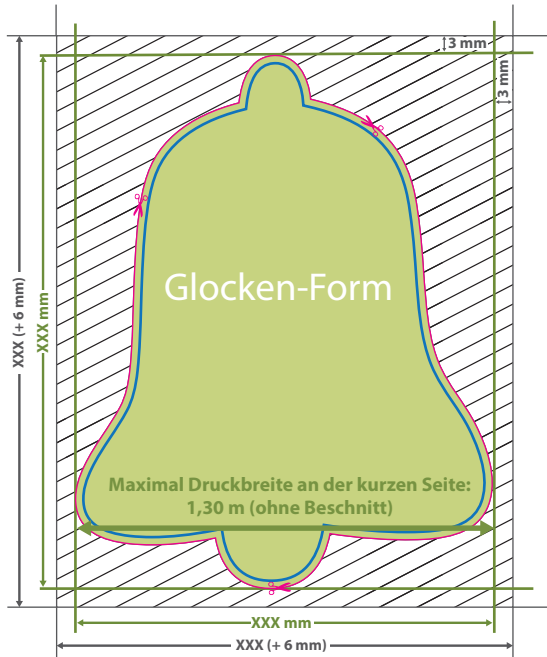 3 mm
3 mm
XXX (+ 6 mm)
XXX mm
Glocken-Form
Maximal Druckbreite an der kurzen Seite:
1,30 m (ohne Beschnitt)
XXX mm
XXX (+ 6 mm)